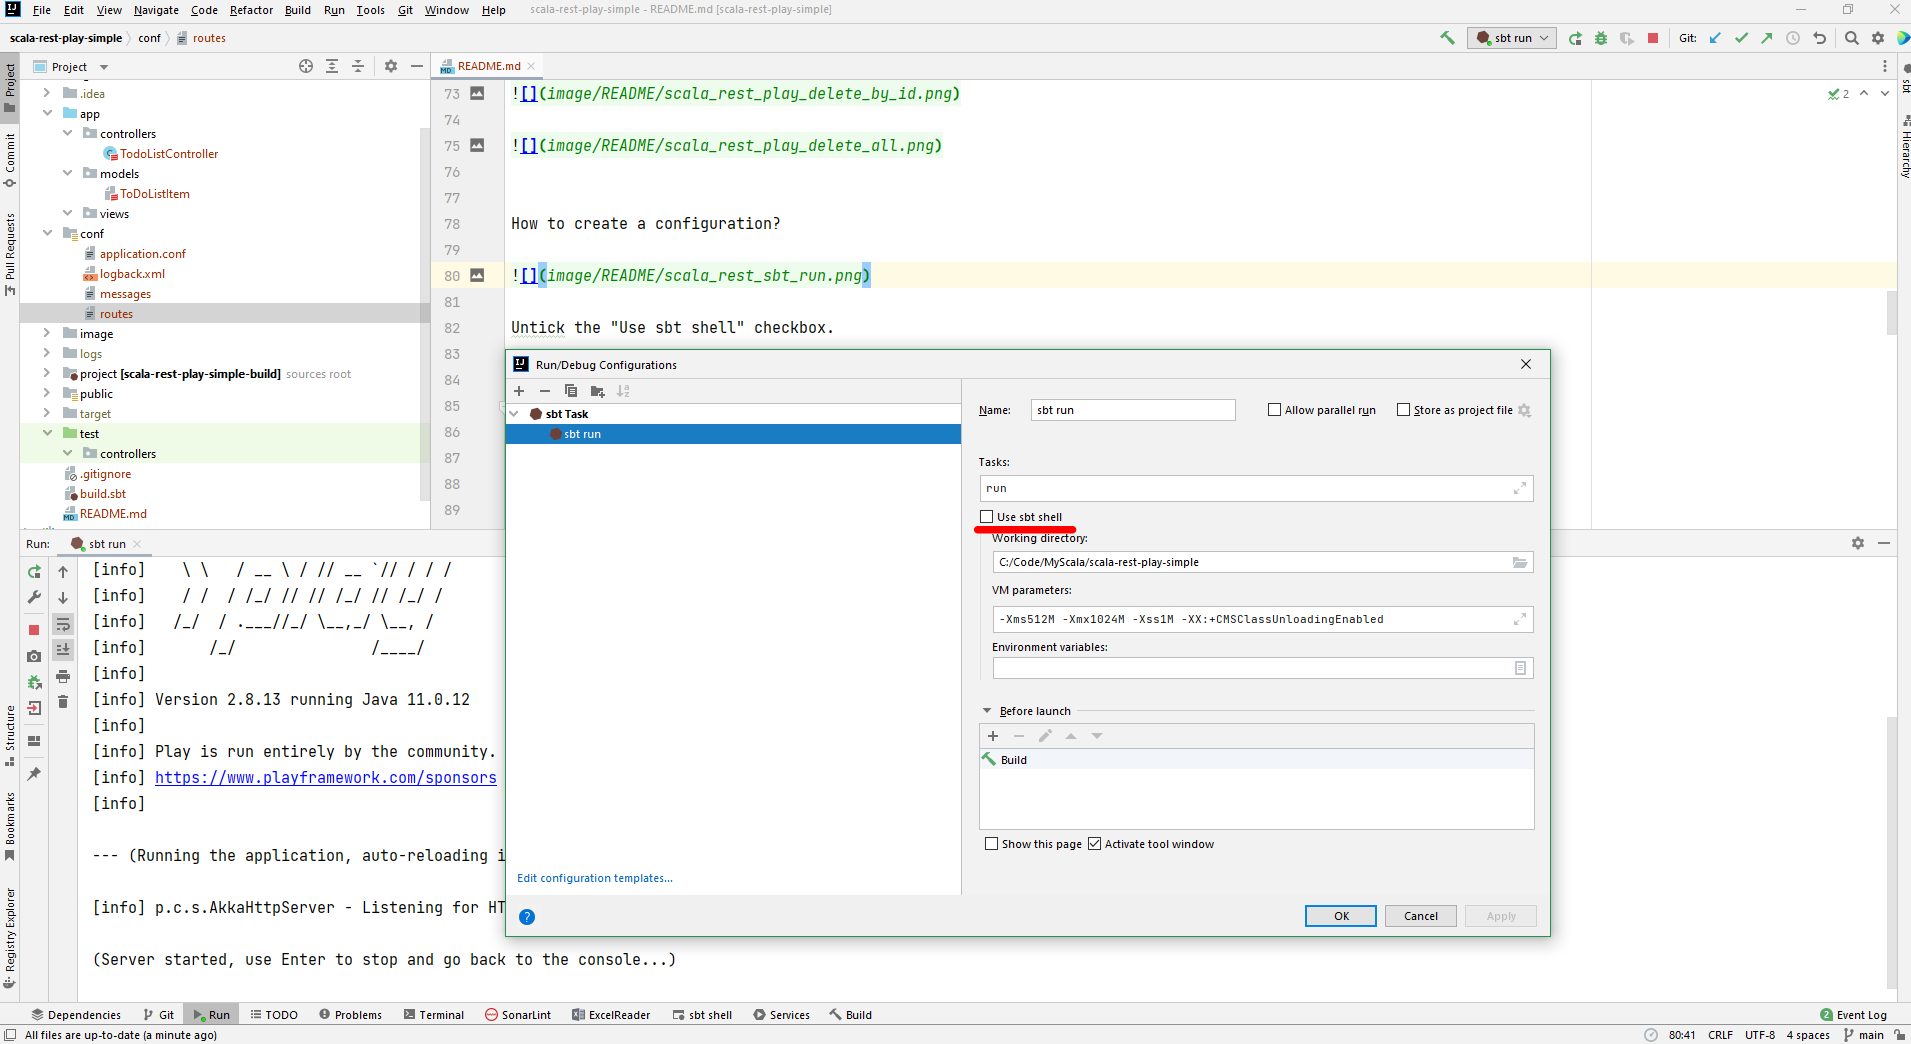 File Edit View Navigate Code Refactor Build Run Tools Git Window Help scala-rest-play-simple - README.md [scala-rest-play-simple]
scala-rest-play-simple conf routes
sbt run Git:
Project
README.md
.idea
app
controllers
TodoListController
models
ToDoListItem
views
conf
application.conf
logback.xml
messages
routes
image
logs
project [scala-rest-play-simple-build] sources root
public
target
test
controllers
.gitignore
build.sbt
README.md
Project
Commit
Pull Requests
Structure
Bookmarks
Registry Explorer
73 ![](image/README/scala_rest_play_delete_by_id.png)
74
75 ![](image/README/scala_rest_play_delete_all.png)
76
77
78 How to create a configuration?
79
80 ![](image/README/scala_rest_sbt_run.png)
81
82 Untick the "Use sbt shell" checkbox.
83
84
85
86
87
88
89
2
sbt
Hierarchy
Run/Debug Configurations
sbt Task
sbt run
Edit configuration templates...
Name: sbt run Allow parallel run Store as project file
Tasks:
run
Use sbt shell
Working directory:
C:/Code/MyScala/scala-rest-play-simple
VM parameters:
-Xms512M -Xmx1024M -Xss1M -XX:+CMSClassUnloadingEnabled
Environment variables:
Before launch
Build
Show this page Activate tool window
OK Cancel Apply
Run: sbt run
[info] \ \ / __ \ / // __ `// / / /
[info] / / / /_/ // // /_/ // /_/ /
[info] /_/ / .___//_/ \__,_/ \__, /
[info] /_/ /____/
[info]
[info] Version 2.8.13 running Java 11.0.12
[info]
[info] Play is run entirely by the community.
[info] https://www.playframework.com/sponsors
[info]
--- (Running the application, auto-reloading i
[info] p.c.s.AkkaHttpServer - Listening for HT
(Server started, use Enter to stop and go back to the console...)
Dependencies Git Run TODO Problems Terminal SonarLint ExcelReader sbt shell Services Build 2 Event Log
All files are up-to-date (a minute ago) 80:41 CRLF UTF-8 4 spaces main